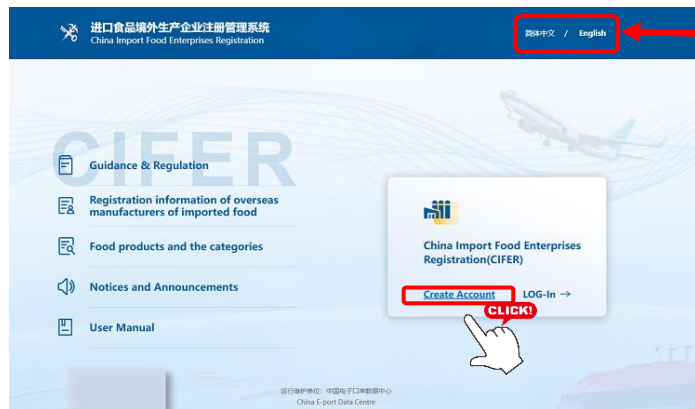 进口食品境外生产企业注册管理系统
China Import Food Enterprises Registration
简体中文 / English
CIFER
Guidance & Regulation
Registration information of overseas
manufacturers of imported food
Food products and the categories
Notices and Announcements
User Manual
China Import Food Enterprises
Registration(CIFER)
Create Account LOG-In →
CLICK!
运行维护单位：中国电子口岸数据中心
China E-port Data Centre